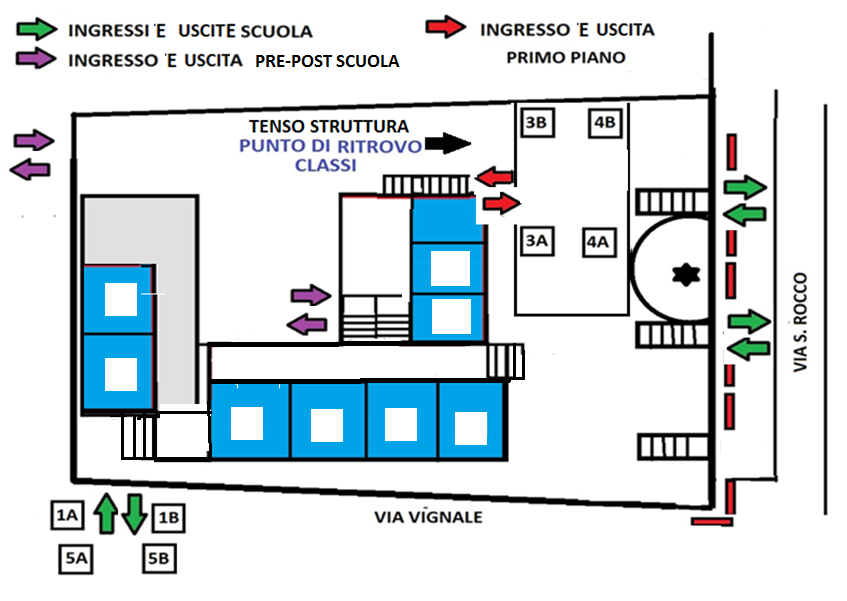 INGRESSI E USCITE SCUOLA
INGRESSO E USCITA
INGRESSO E USCITA PRE-POST SCUOLA
PRIMO PIANO
TENSO STRUTTURA
PUNTO DI RITROVO
CLASSI
3B
4B
3A
4A
VIA S. ROCCO
1A
1B
VIA VIGNALE
5A
5B